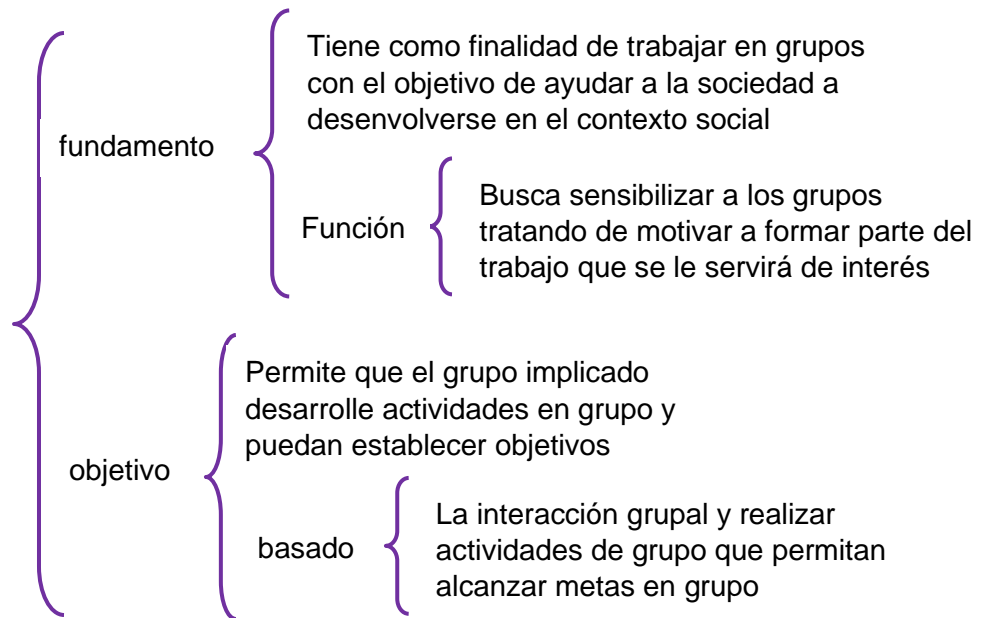 Tiene como finalidad de trabajar en grupos
con el objetivo de ayudar a la sociedad a
desenvolverse en el contexto social
fundamento
Función
Busca sensibilizar a los grupos
tratando de motivar a formar parte del
trabajo que se le servirá de interés
Permite que el grupo implicado
desarrolle actividades en grupo y
puedan establecer objetivos
objetivo
basado
La interacción grupal y realizar
actividades de grupo que permitan
alcanzar metas en grupo